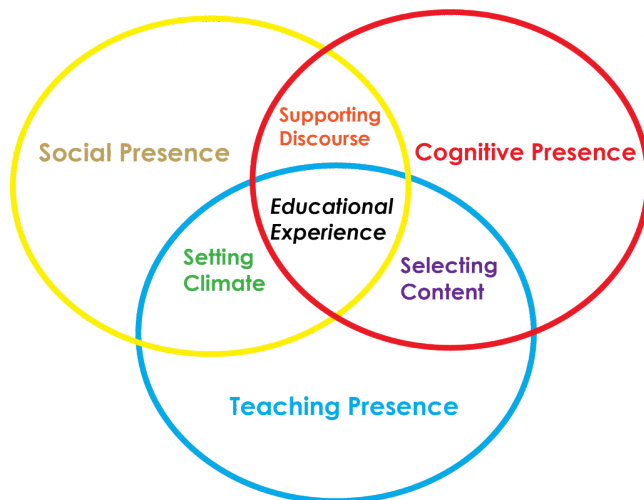 Supporting
Discourse
Social Presence
Cognitive Presence
Educational
Experience
Setting
Climate
Selecting
Content
Teaching Presence